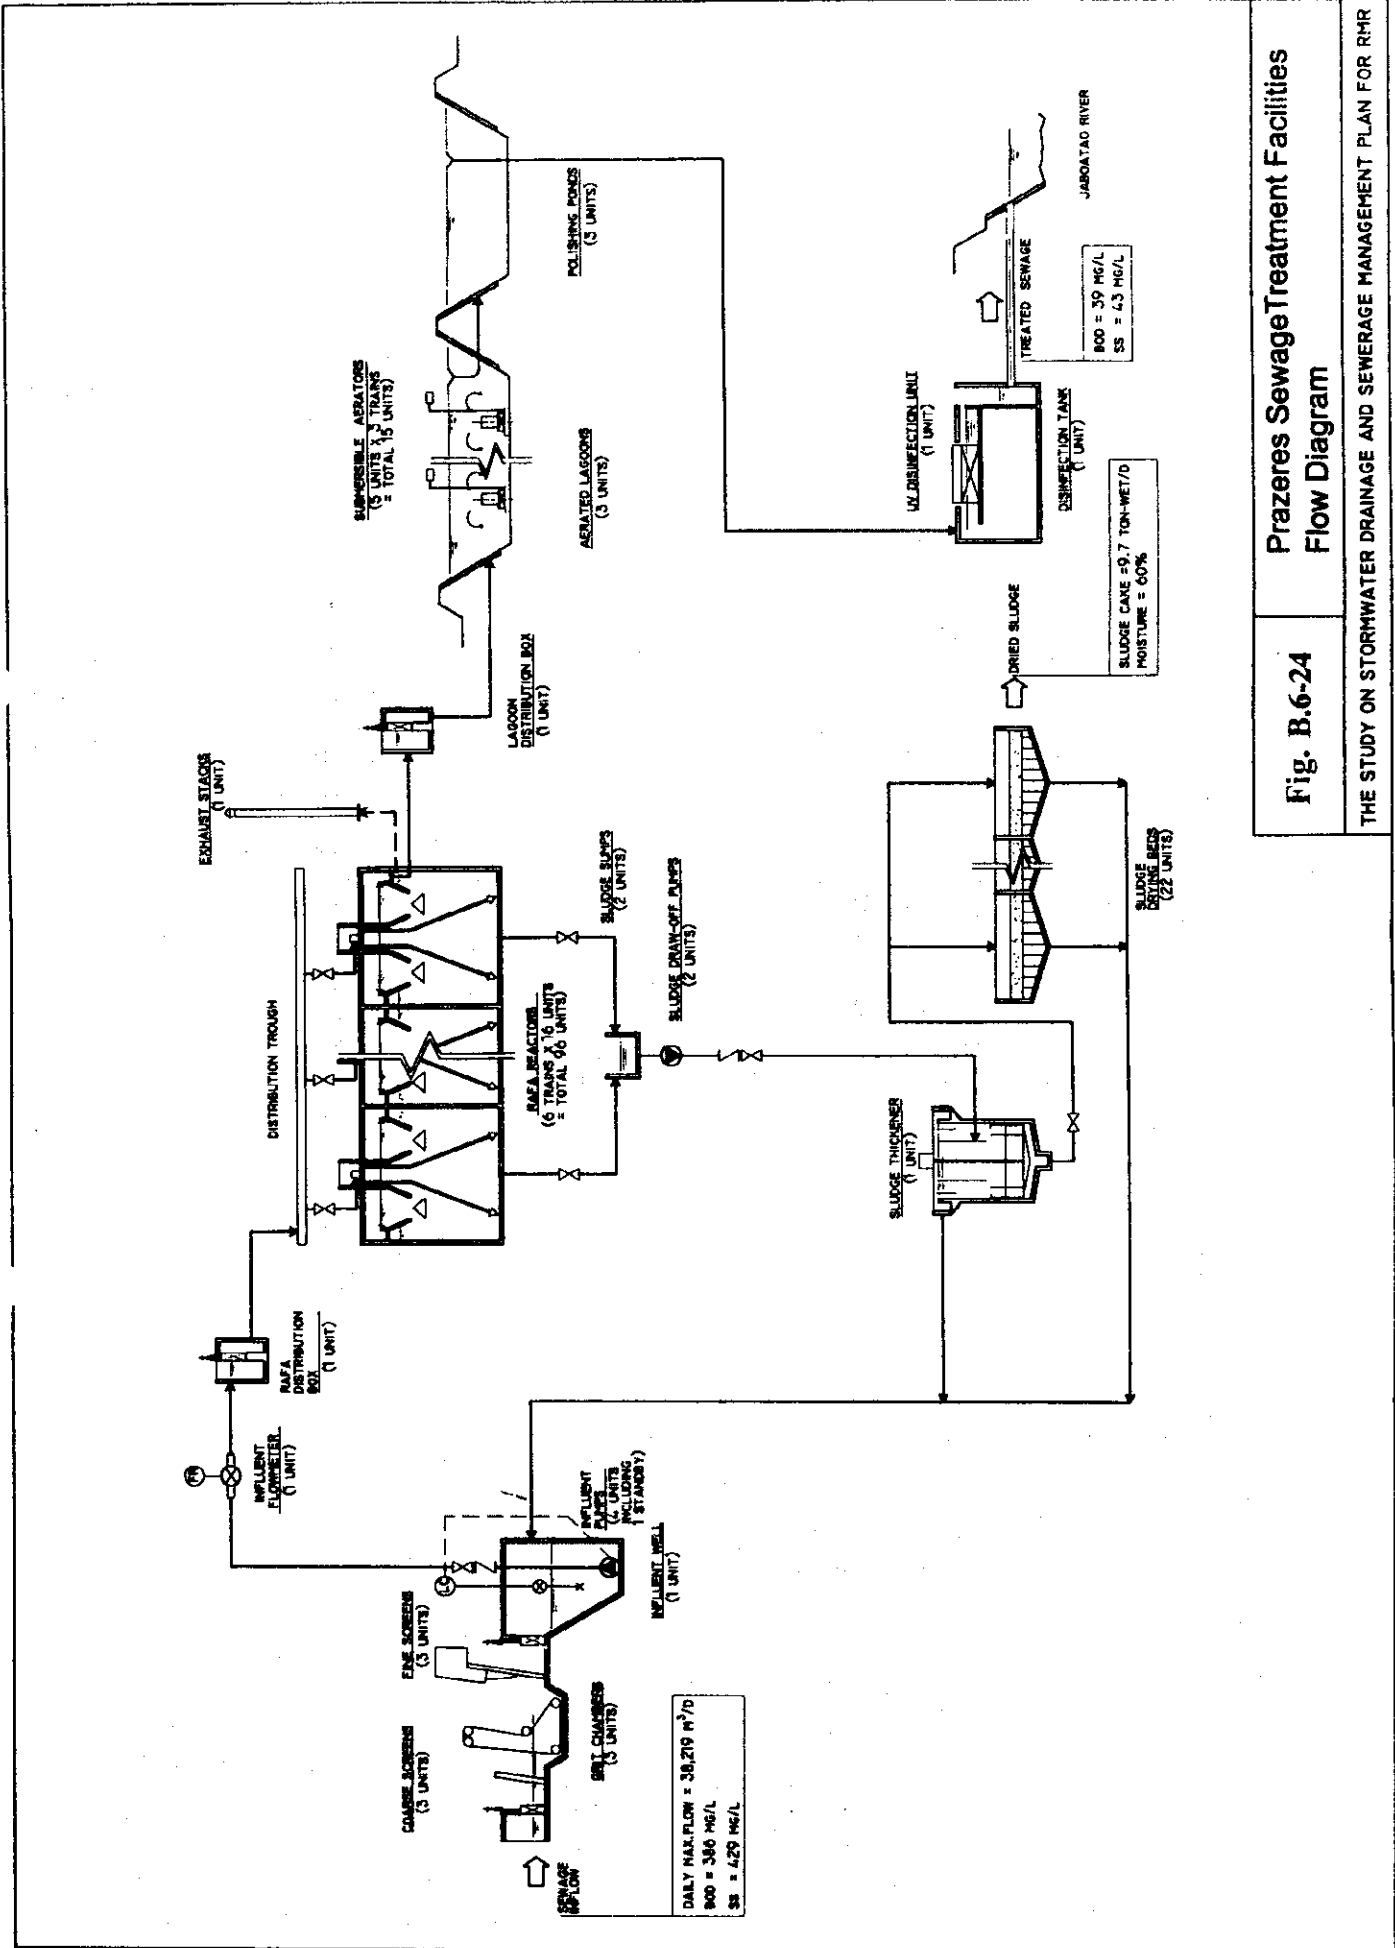 EXHAUST STACKS
(1 UNIT)
DISTRIBUTION TROUGH
RAFA
DISTRIBUTION
BOX
(1 UNIT)
FR
INFLUENT
FLOWMETER
(1 UNIT)
LAGOON
DISTRIBUTION BOX
(1 UNIT)
SUBMERSIBLE AERATORS
(5 UNITS X 3 TRAINS
= TOTAL 15 UNITS)
AERATED LAGOONS
(3 UNITS)
POLISHING PONDS
(3 UNITS)
RAFA REACTORS
(6 TRAINS X 16 UNITS
= TOTAL 96 UNITS)
SLUDGE SUMPS
(2 UNITS)
SLUDGE DRAW-OFF PUMPS
(2 UNITS)
COARSE SCREENS
(3 UNITS)
FINE SCREENS
(3 UNITS)
GRIT CHAMBERS
(3 UNITS)
INFLUENT
PUMPS
(4 UNITS
INCLUDING
1 STANDBY)
INFLUENT WELL
(1 UNIT)
SEWAGE
INFLOW
DAILY MAX.FLOW = 38,219 M³/D
BOD = 386 MG/L
SS = 429 MG/L
SLUDGE THICKENER
(1 UNIT)
SLUDGE
DRYING BEDS
(22 UNITS)
DRIED SLUDGE
SLUDGE CAKE =9.7 TON-WET/D
MOISTURE = 60%
UV DISINFECTION UNIT
(1 UNIT)
DISINFECTION TANK
(1 UNIT)
TREATED SEWAGE
BOD = 39 MG/L
SS = 43 MG/L
JABOATAO RIVER
Fig. B.6-24
Prazeres SewageTreatment Facilities
Flow Diagram
THE STUDY ON STORMWATER DRAINAGE AND SEWERAGE MANAGEMENT PLAN FOR RMR